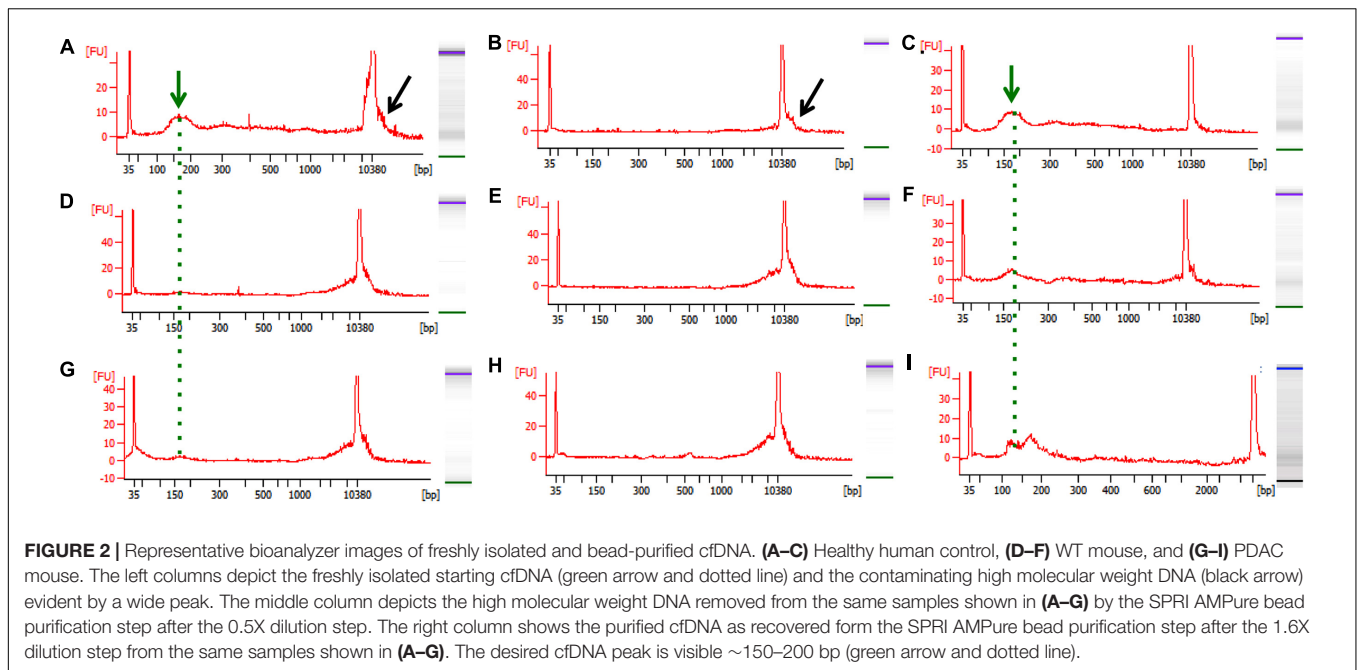 A
[FU]
30
20
10
0
35 100 200 300 500 1000 10380 [bp]
B
[FU]
40
20
0
35 150 300 500 1000 10380 [bp]
C.
[FU]
30
20
10
0
-10
35 150 300 500 1000 10380 [bp]
D
[FU]
40
20
0
35 150 300 500 1000 10380 [bp]
E
[FU]
40
20
0
35 150 300 500 1000 10380 [bp]
F
[FU]
30
20
10
0
-10
35 150 300 500 1000 10380 [bp]
G
[FU]
40
30
20
10
0
-10
35 150 300 500 1000 10380 [bp]
H
[FU]
40
20
0
35 150 300 500 1000 10380 [bp]
I
[FU]
30
20
10
0
35 100 200 400 600 2000 [bp]
FIGURE 2 | Representative bioanalyzer images of freshly isolated and bead-purified cfDNA. (A–C) Healthy human control, (D–F) WT mouse, and (G–I) PDAC
mouse. The left columns depict the freshly isolated starting cfDNA (green arrow and dotted line) and the contaminating high molecular weight DNA (black arrow)
evident by a wide peak. The middle column depicts the high molecular weight DNA removed from the same samples shown in (A–G) by the SPRI AMPure bead
purification step after the 0.5X dilution step. The right column shows the purified cfDNA as recovered form the SPRI AMPure bead purification step after the 1.6X
dilution step from the same samples shown in (A–G). The desired cfDNA peak is visible ~150–200 bp (green arrow and dotted line).